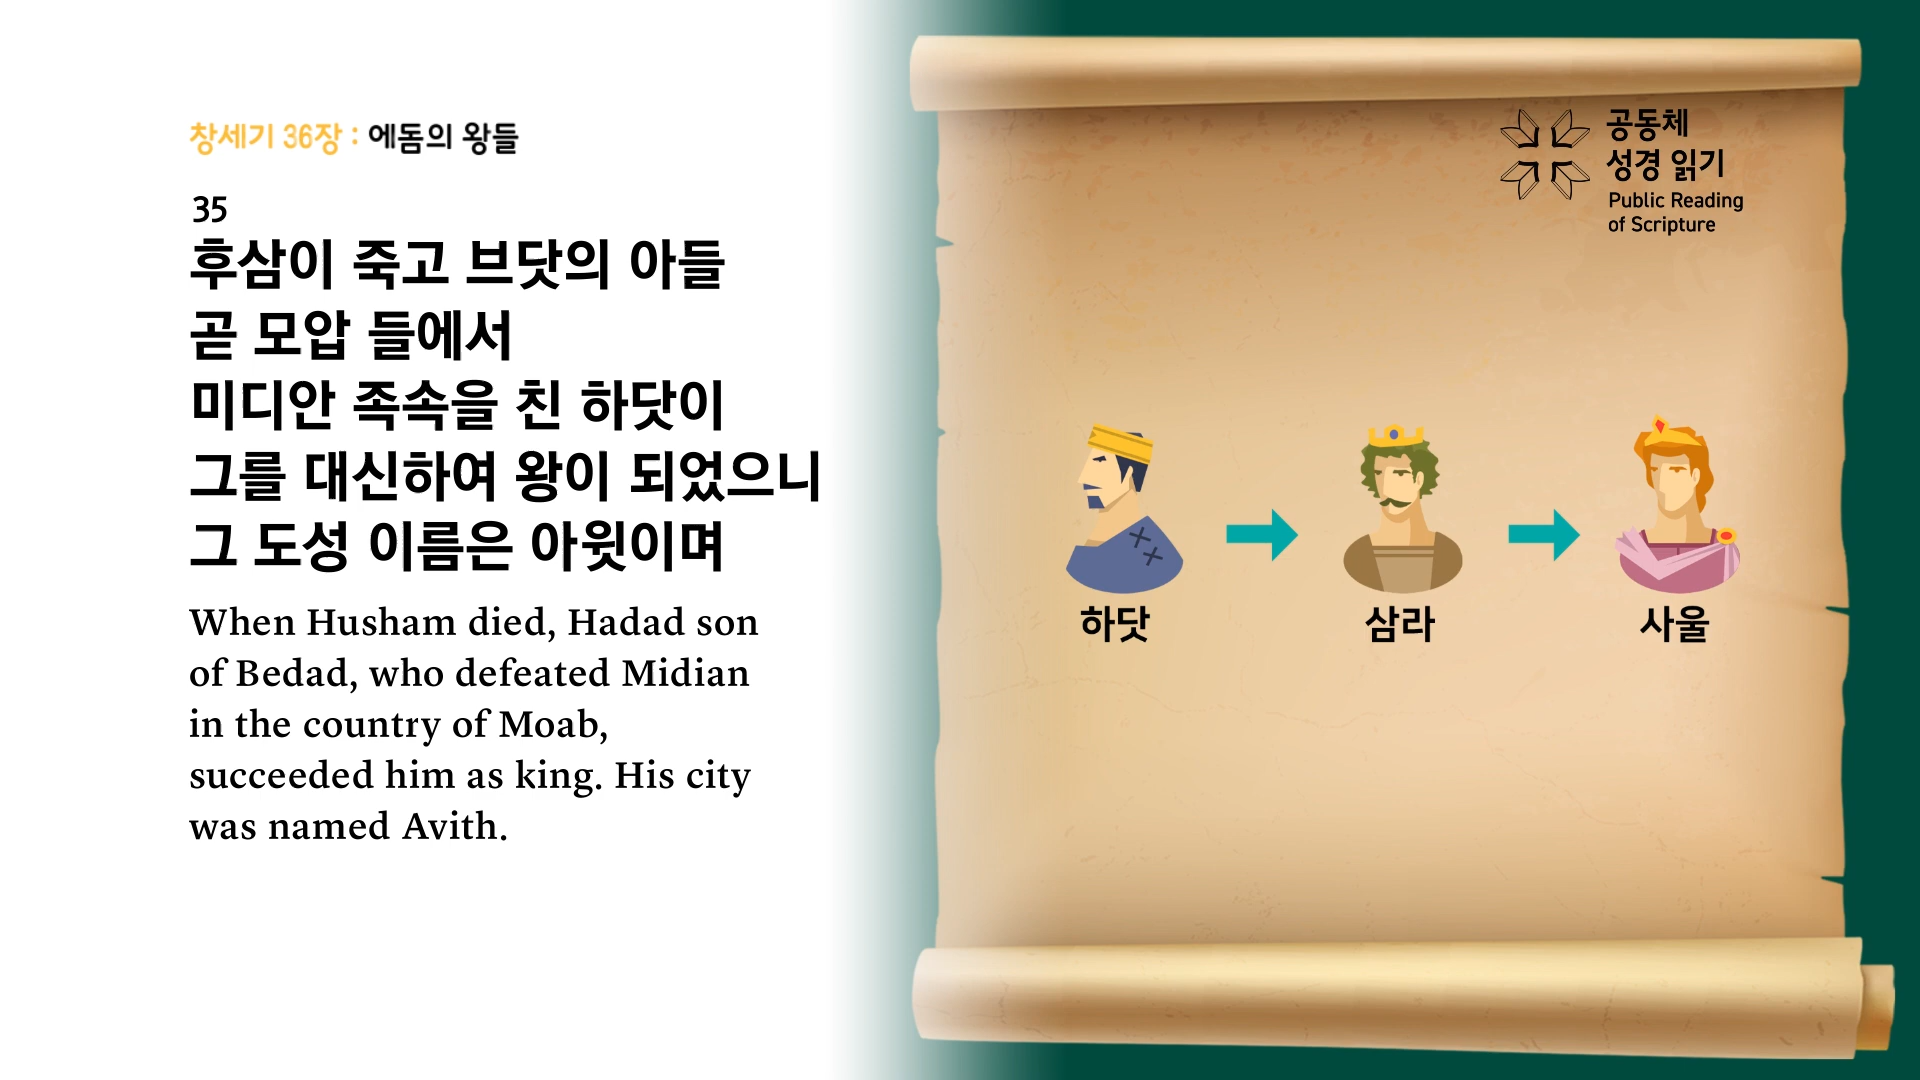 창세기 36장 : 에돔의 왕들
35
후삼이 죽고 브닷의 아들
곧 모압 들에서
미디안 족속을 친 하닷이
그를 대신하여 왕이 되었으니
그 도성 이름은 아윗이며
When Husham died, Hadad son
of Bedad, who defeated Midian
in the country of Moab,
succeeded him as king. His city
was named Avith.
공동체
성경 읽기
Public Reading
of Scripture
하닷
삼라
사울